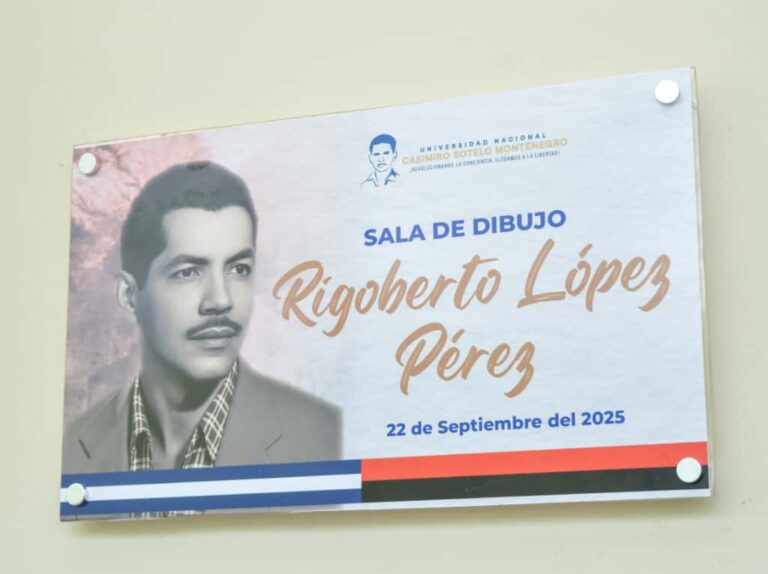 UNIVERSIDAD NACIONAL
CASIMIRO SOTELO MONTENEGRO
¡REVOLUCIONANDO LA CONCIENCIA, LLEGAMOS A LA LIBERTAD!
SALA DE DIBUJO
Rigoberto López
Pérez
22 de Septiembre del 2025